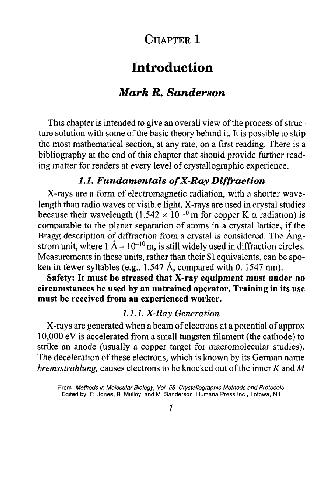 CHAPTER 1
Introduction
Mark R. Sanderson
This chapter is intended to give an overall view of the process of struc-
ture solution with some of the basic theory behind it. It is possible to skip
the most mathematical section, at any rate, on a first reading. There is a
bibliography at the end of this chapter that should provide further read-
ing matter for readers at every level of crystallographic experience.
1.1. Fundamentals of X-Ray Diffraction
X-rays are a form of electromagnetic radiation, with a shorter wave-
length than radio waves or visible light. X-rays are used in crystal studies
because their wavelength (1.542 × 10⁻¹⁰ m for copper K α radiation) is
comparable to the planar separation of atoms in a crystal lattice, if the
Bragg description of diffraction from a crystal is considered. The Ång-
strom unit, where 1 Å = 10⁻¹⁰ m, is still widely used in diffraction circles.
Measurements in these units, rather than their SI equivalents, can be spo-
ken in fewer syllables (e.g., 1.547 Å, compared with 0.1547 nm).
Safety: It must be stressed that X-ray equipment must under no
circumstances be used by an untrained operator. Training in its use
must be received from an experienced worker.
1.1.1. X-Ray Generation
X-rays are generated when a beam of electrons at a potential of approx
10,000 eV is accelerated from a small tungsten filament (the cathode) to
strike an anode (usually a copper target for macromolecular studies).
The deceleration of these electrons, which is known by its German name
bremsstrahlung, causes electrons to be knocked out of the inner K and M
From: Methods in Molecular Biology, Vol. 56: Crystallographic Methods and Protocols
Edited by: C. Jones, B. Mulloy, and M. Sanderson Humana Press Inc., Totowa, NJ
1